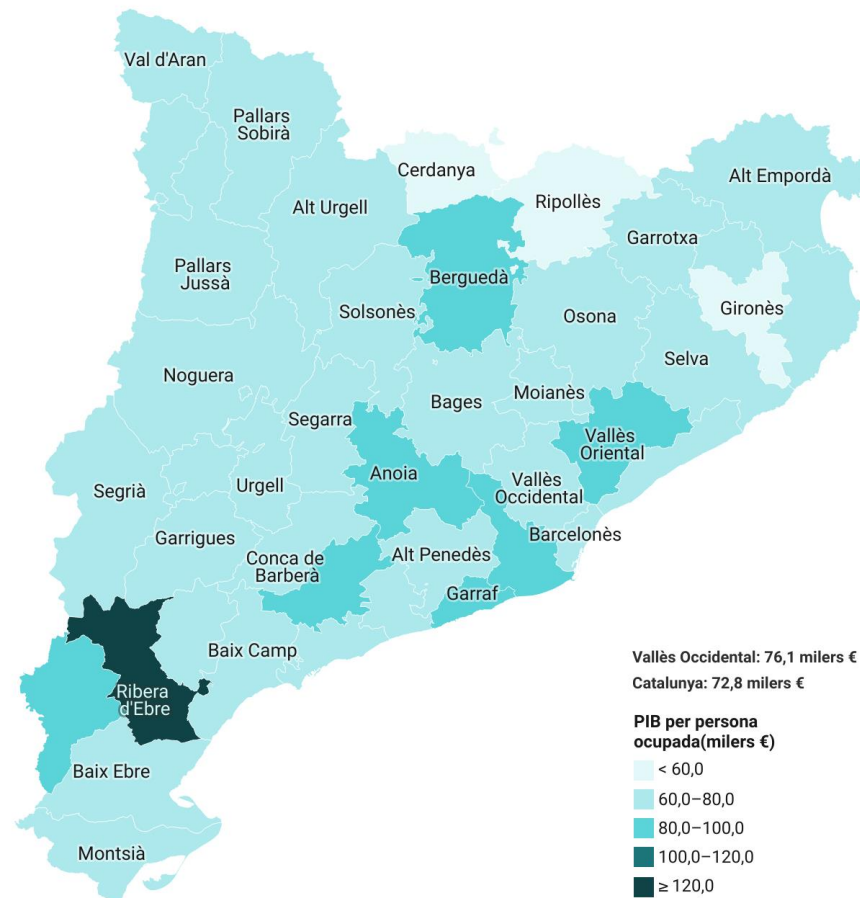 Val d'Aran
Pallars
Sobirà
Cerdanya
Alt Empordà
Ripollès
Alt Urgell
Garrotxa
Pallars
Jussà
Berguedà
Gironès
Solsonès
Osona
Selva
Noguera
Moianès
Bages
Segarra
Vallès
Oriental
Anoia
Urgell
Vallès
Occidental
Segrià
Barcelonès
Garrigues
Alt Penedès
Conca de
Barberà
Garraf
Baix Camp
Ribera
d'Ebre
Baix Ebre
Montsià
Vallès Occidental: 76,1 milers €
Catalunya: 72,8 milers €
PIB per persona
ocupada(milers €)
< 60,0
60,0–80,0
80,0–100,0
100,0–120,0
≥ 120,0